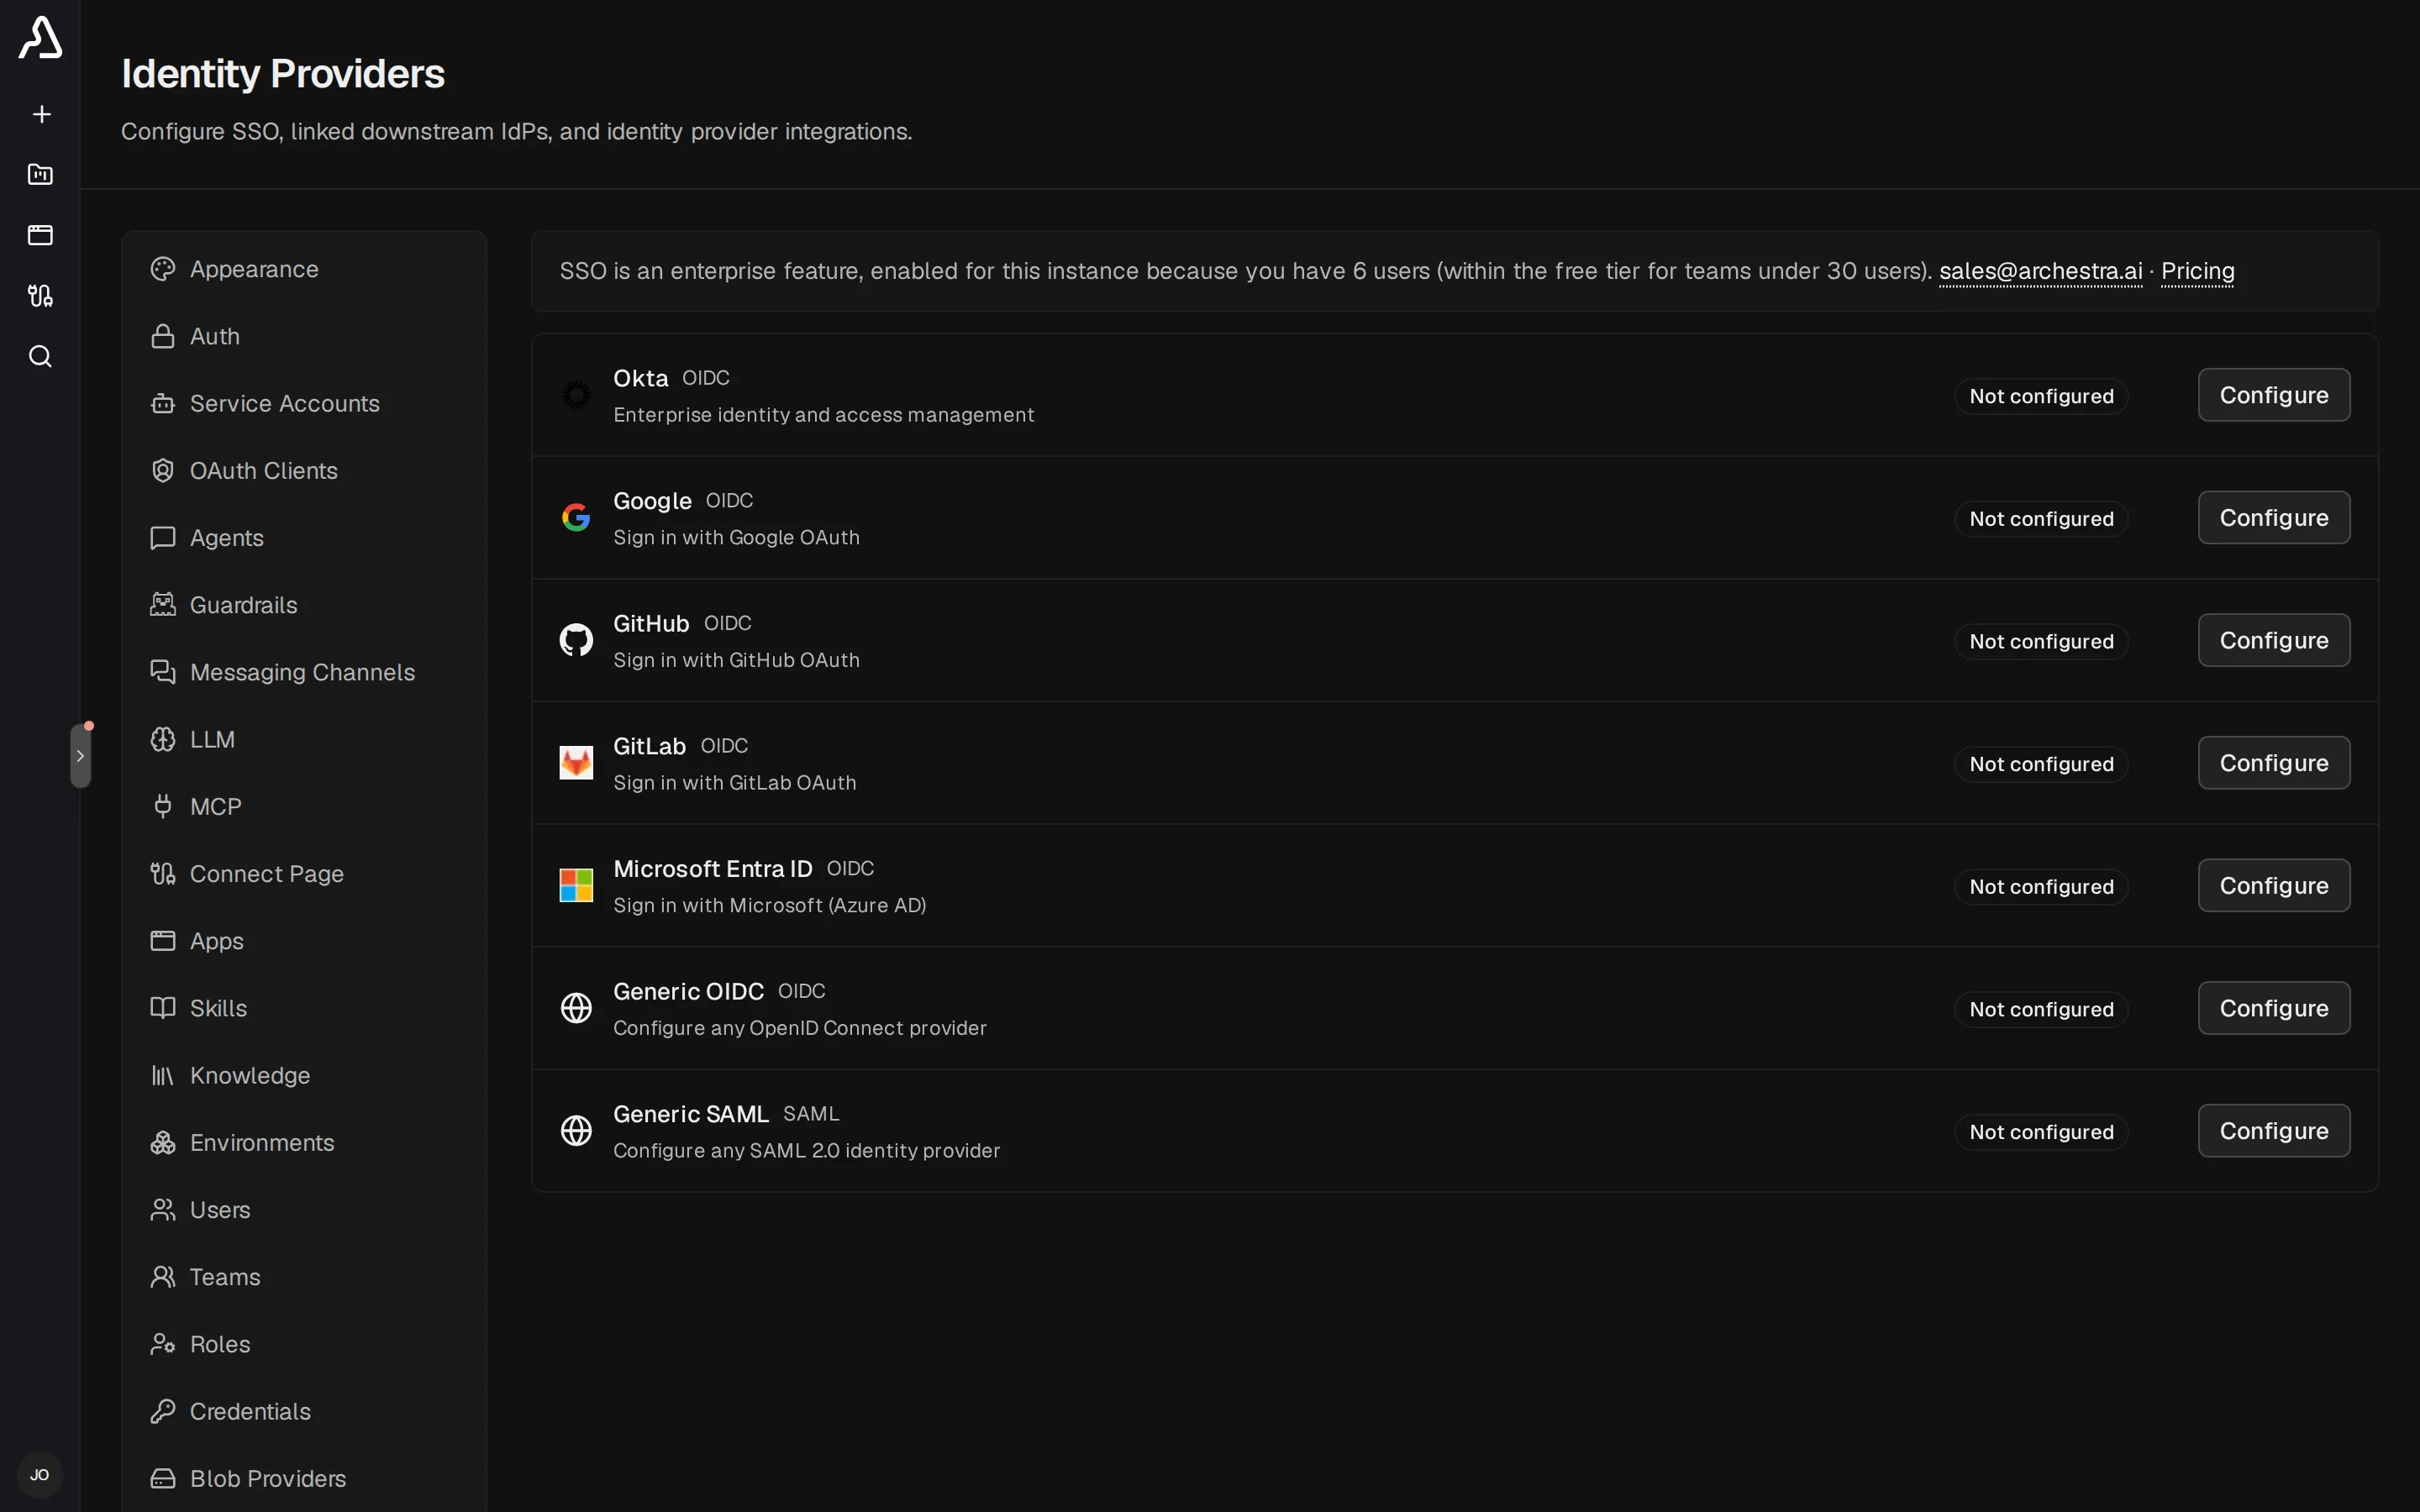 Identity Providers
Configure SSO, linked downstream IdPs, and identity provider integrations.
Appearance
Auth
Service Accounts
OAuth Clients
Agents
Guardrails
Messaging Channels
LLM
MCP
Connect Page
Apps
Skills
Knowledge
Environments
Users
Teams
Roles
Credentials
Blob Providers
JO
SSO is an enterprise feature, enabled for this instance because you have 6 users (within the free tier for teams under 30 users). sales@archestra.ai · Pricing
Okta OIDC
Enterprise identity and access management
Not configured
Configure
Google OIDC
Sign in with Google OAuth
Not configured
Configure
GitHub OIDC
Sign in with GitHub OAuth
Not configured
Configure
GitLab OIDC
Sign in with GitLab OAuth
Not configured
Configure
Microsoft Entra ID OIDC
Sign in with Microsoft (Azure AD)
Not configured
Configure
Generic OIDC OIDC
Configure any OpenID Connect provider
Not configured
Configure
Generic SAML SAML
Configure any SAML 2.0 identity provider
Not configured
Configure